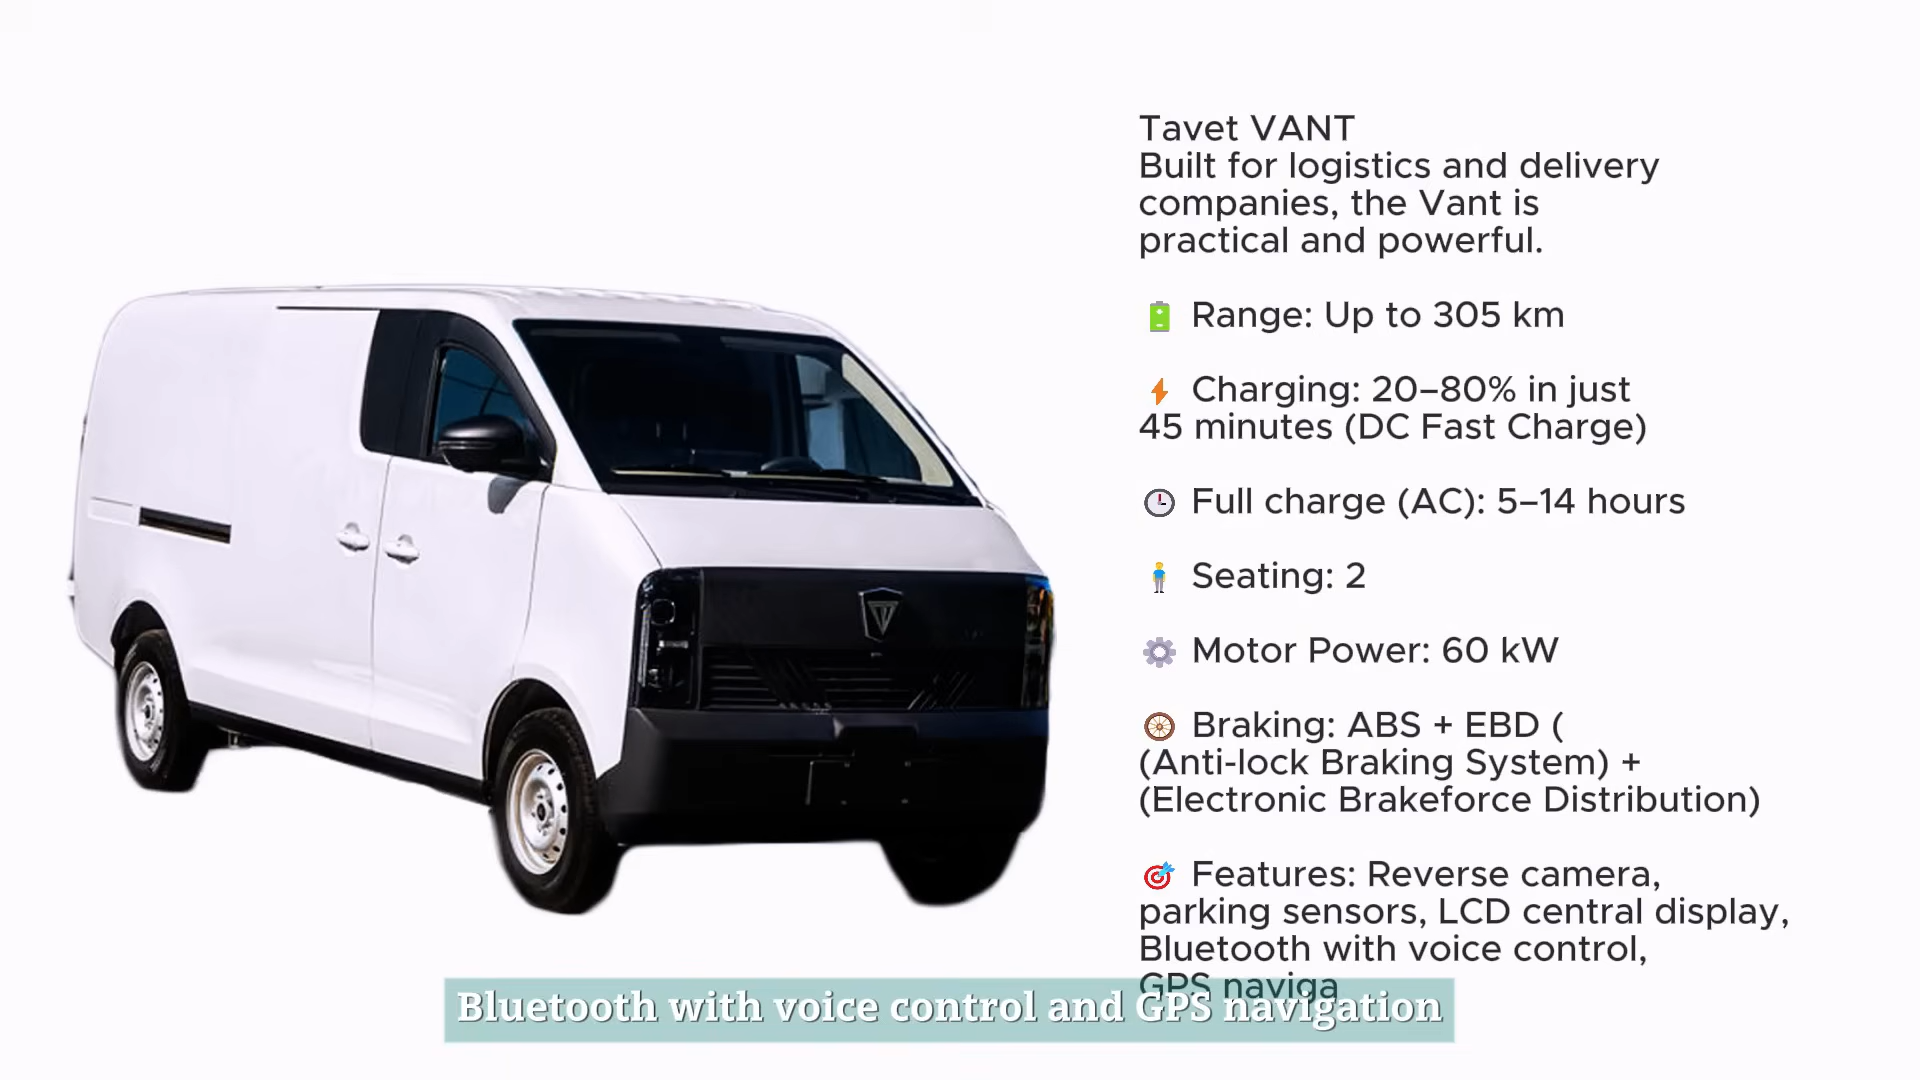 Tavet VANT
Built for logistics and delivery
companies, the Vant is
practical and powerful.
Range: Up to 305 km
Charging: 20–80% in just
45 minutes (DC Fast Charge)
Full charge (AC): 5–14 hours
Seating: 2
Motor Power: 60 kW
Braking: ABS + EBD (
(Anti-lock Braking System) +
(Electronic Brakeforce Distribution)
Features: Reverse camera,
parking sensors, LCD central display,
Bluetooth with voice control,
GPS naviga
Bluetooth with voice control and GPS navigation